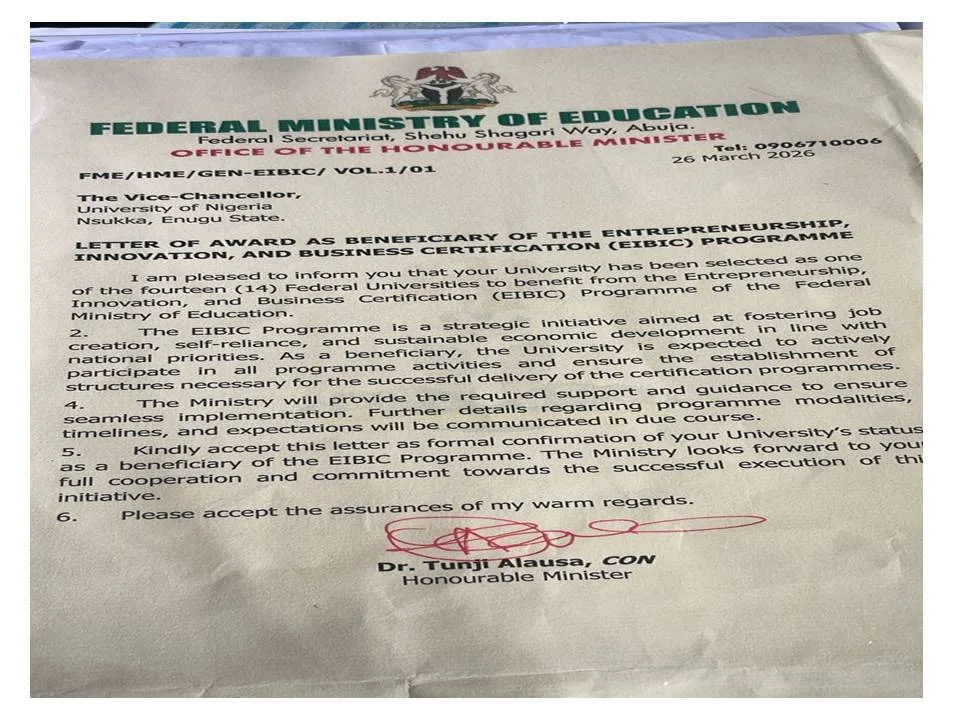 FEDERAL MINISTRY OF EDUCATION
Federal Secretariat, Shehu Shagari Way, Abuja.
OFFICE OF THE HONOURABLE MINISTER
Tel: 0906710006
FME/HME/GEN-EIBIC/ VOL.1/01
26 March 2026
The Vice-Chancellor,
University of Nigeria
Nsukka, Enugu State.
LETTER OF AWARD AS BENEFICIARY OF THE ENTREPRENEURSHIP,
INNOVATION, AND BUSINESS CERTIFICATION (EIBIC) PROGRAMME
I am pleased to inform you that your University has been selected as one
of the fourteen (14) Federal Universities to benefit from the Entrepreneurship,
Innovation, and Business Certification (EIBIC) Programme of the Federal
Ministry of Education.
2. The EIBIC Programme is a strategic initiative aimed at fostering job
creation, self-reliance, and sustainable economic development in line with
national priorities. As a beneficiary, the University is expected to actively
participate in all programme activities and ensure the establishment of
structures necessary for the successful delivery of the certification programmes.
4. The Ministry will provide the required support and guidance to ensure
seamless implementation. Further details regarding programme modalities,
timelines, and expectations will be communicated in due course.
5. Kindly accept this letter as formal confirmation of your University's status
as a beneficiary of the EIBIC Programme. The Ministry looks forward to your
full cooperation and commitment towards the successful execution of thi
initiative.
6. Please accept the assurances of my warm regards.
Dr. Tunji Alausa, CON
Honourable Minister